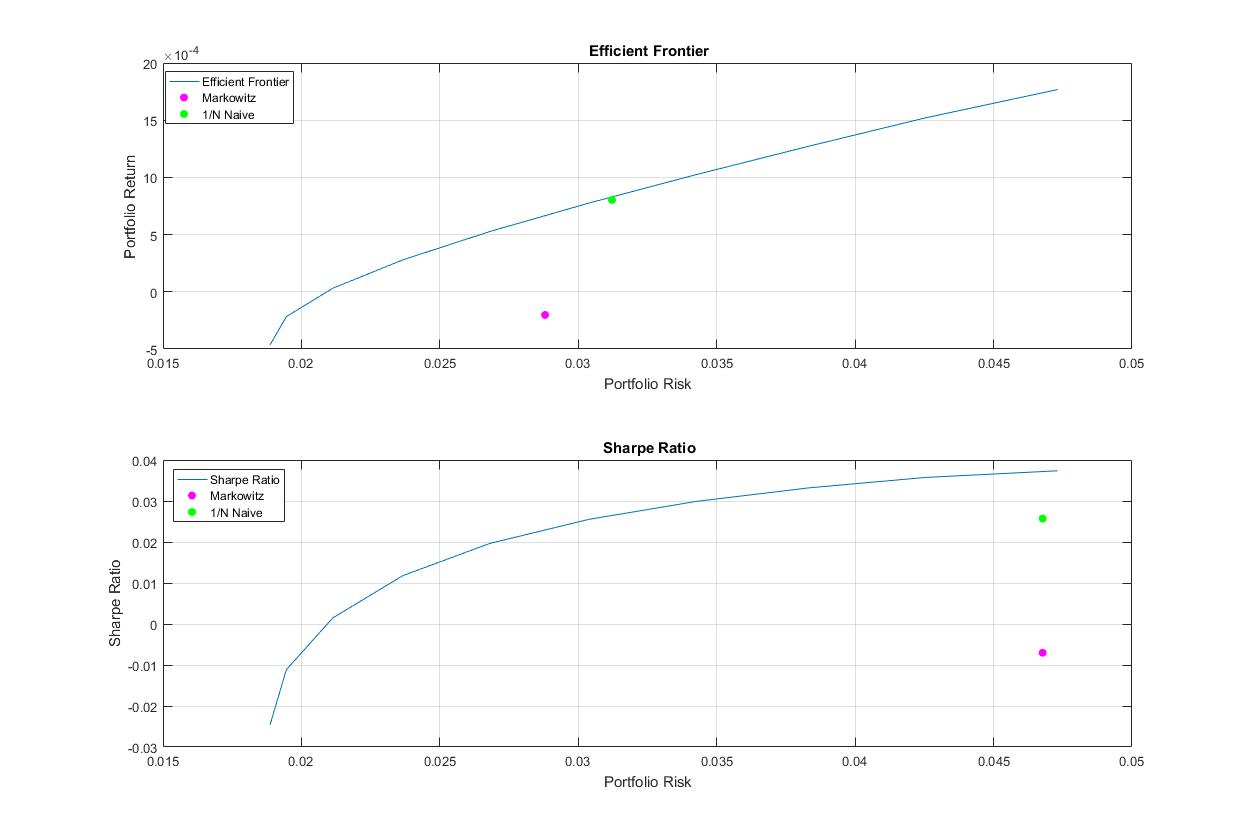 Efficient Frontier
×10-4
20
15
10
5
0
-5
Efficient Frontier
Markowitz
1/N Naive
Portfolio Return
0.015 0.02 0.025 0.03 0.035 0.04 0.045 0.05
Portfolio Risk
Sharpe Ratio
0.04
0.03
0.02
0.01
0
-0.01
-0.02
-0.03
Sharpe Ratio
Markowitz
1/N Naive
Sharpe Ratio
0.015 0.02 0.025 0.03 0.035 0.04 0.045 0.05
Portfolio Risk